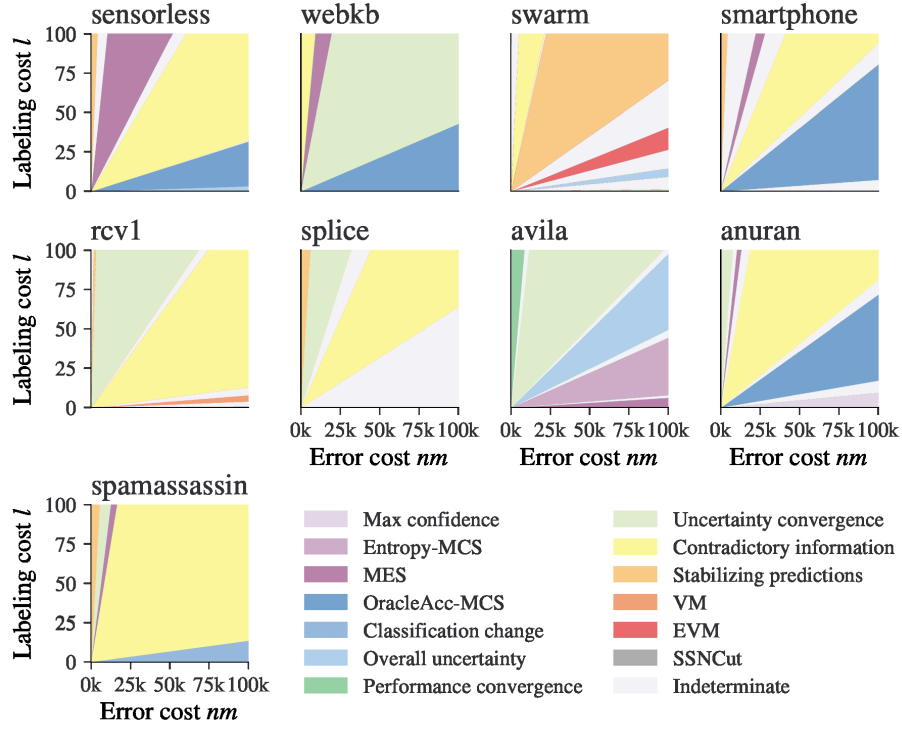 sensorless webkb swarm smartphone
Labeling cost l
100
75
50
25
0
rcv1 splice avila anuran
Labeling cost l
100
75
50
25
0
0k 25k 50k 75k 100k 0k 25k 50k 75k 100k 0k 25k 50k 75k 100k
Error cost nm Error cost nm Error cost nm
spamassassin
Labeling cost l
100
75
50
25
0
0k 25k 50k 75k 100k
Error cost nm
Max confidence
Entropy-MCS
MES
OracleAcc-MCS
Classification change
Overall uncertainty
Performance convergence
Uncertainty convergence
Contradictory information
Stabilizing predictions
VM
EVM
SSNCut
Indeterminate